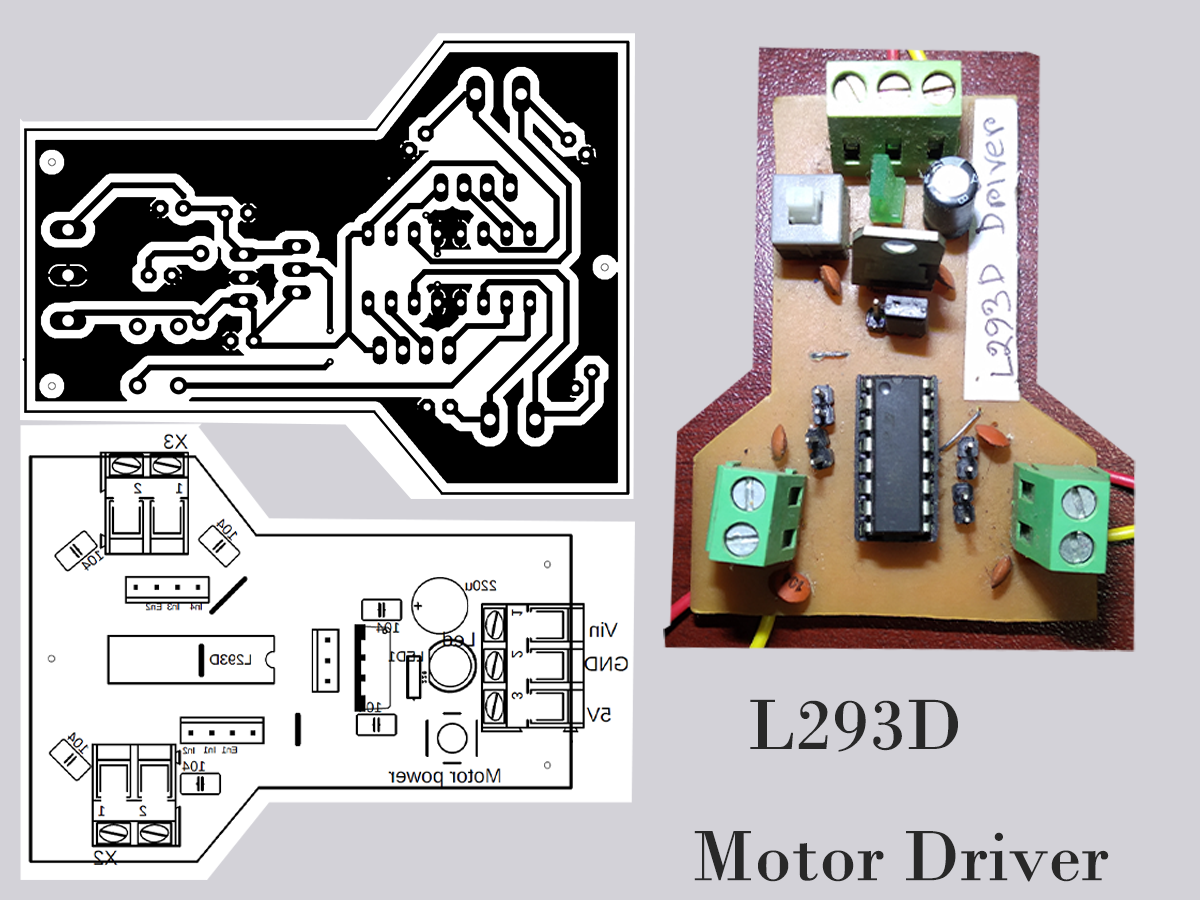 X3
2 1
104
104
220u
En2 In3 In4
104
Led
LED1
1
Vin
L293D
2
GND
3
5V
104
In2 In1 En1
104
Motor power
1 2
X2
L293D Driver
L293D
Motor Driver